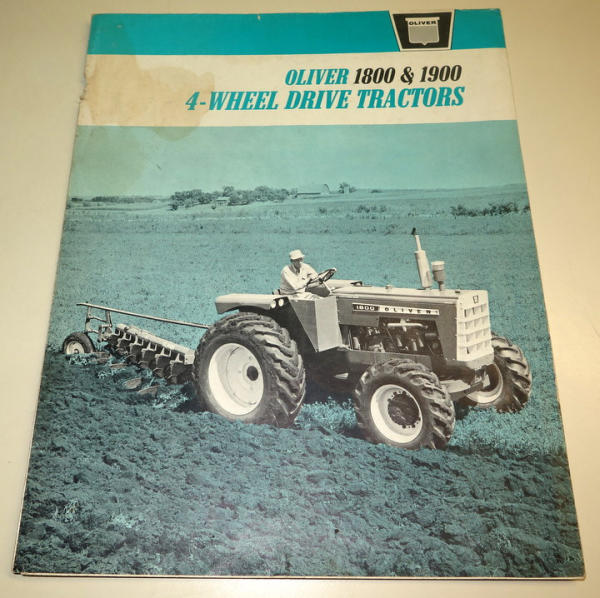 OLIVER
OLIVER 1800 & 1900
4-WHEEL DRIVE TRACTORS
1800 OLIVER